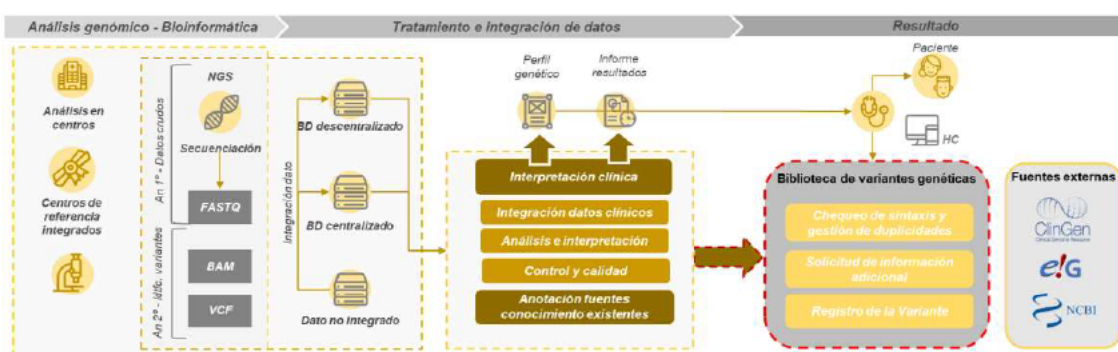 Análisis genómico - Bioinformática
Tratamiento e integración de datos
Resultado
Análisis en
centros
Centros de
referencia
integrados
An 1º - Datos crudos
NGS
Secuenciación
FASTQ
An 2º - Idtfc. variantes
BAM
VCF
Integración dato
BD descentralizado
BD centralizado
Dato no integrado
Perfil
genético
Informe
resultados
Interpretación clínica
Integración datos clínicos
Análisis e interpretación
Control y calidad
Anotación fuentes
conocimiento existentes
Paciente
HC
Biblioteca de variantes genéticas
Chequeo de sintaxis y
gestión de duplicidades
Solicitud de información
adicional
Registro de la Variante
Fuentes externas
ClinGen
Clinical Genome Resource
e!G
NCBI